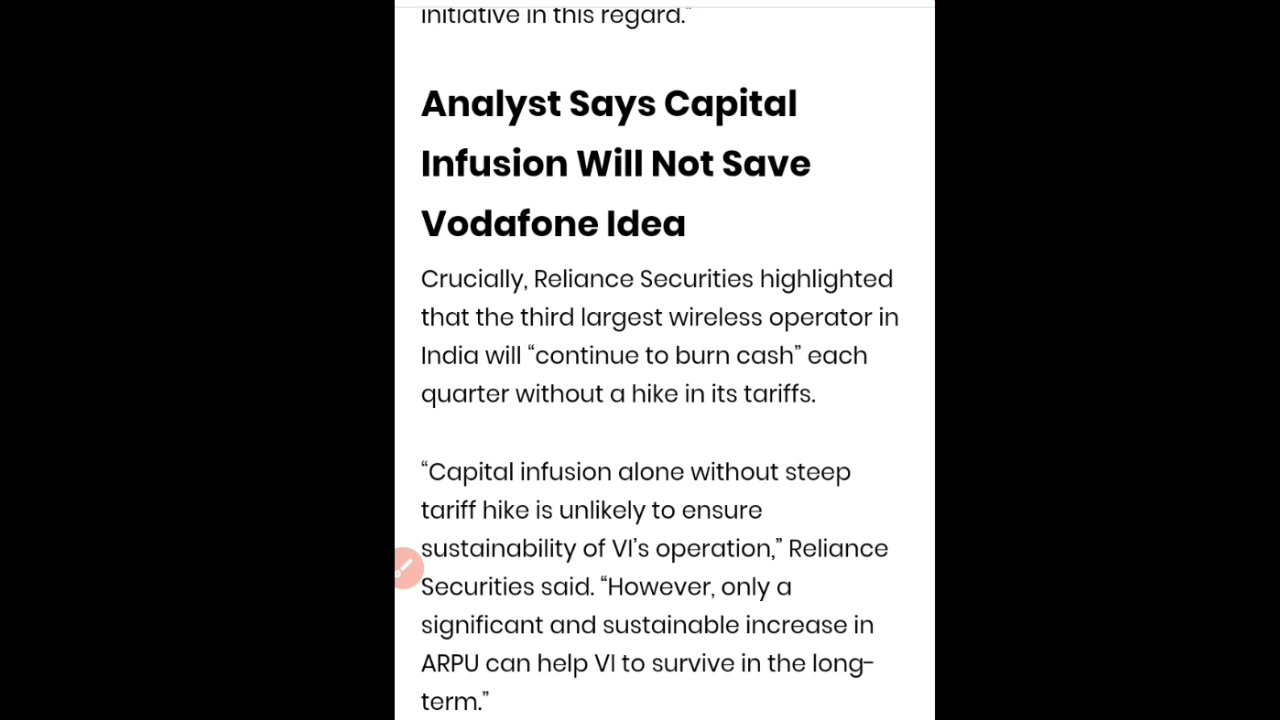 initiative in this regard.”
Analyst Says Capital
Infusion Will Not Save
Vodafone Idea
Crucially, Reliance Securities highlighted
that the third largest wireless operator in
India will “continue to burn cash” each
quarter without a hike in its tariffs.
“Capital infusion alone without steep
tariff hike is unlikely to ensure
sustainability of VI’s operation,” Reliance
Securities said. “However, only a
significant and sustainable increase in
ARPU can help VI to survive in the long-
term.”